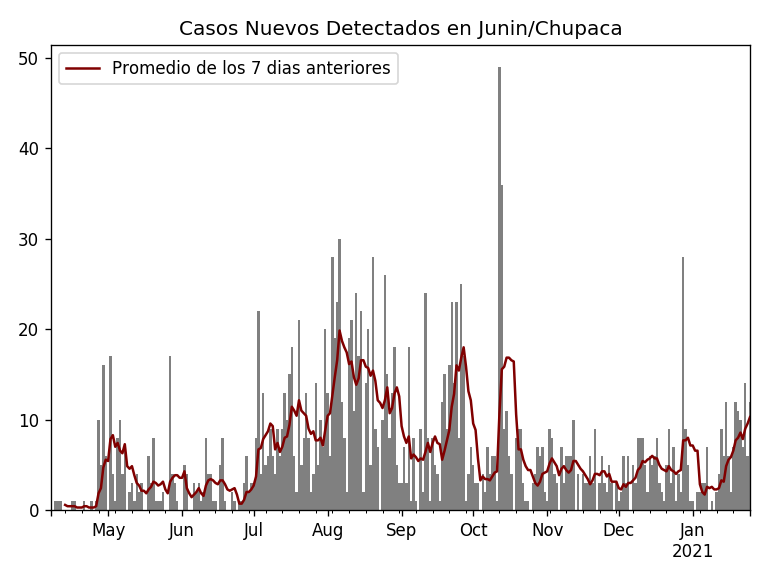 Casos Nuevos Detectados en Junin/Chupaca
Promedio de los 7 dias anteriores
50
40
30
20
10
0
May Jun Jul Aug Sep Oct Nov Dec Jan
2021